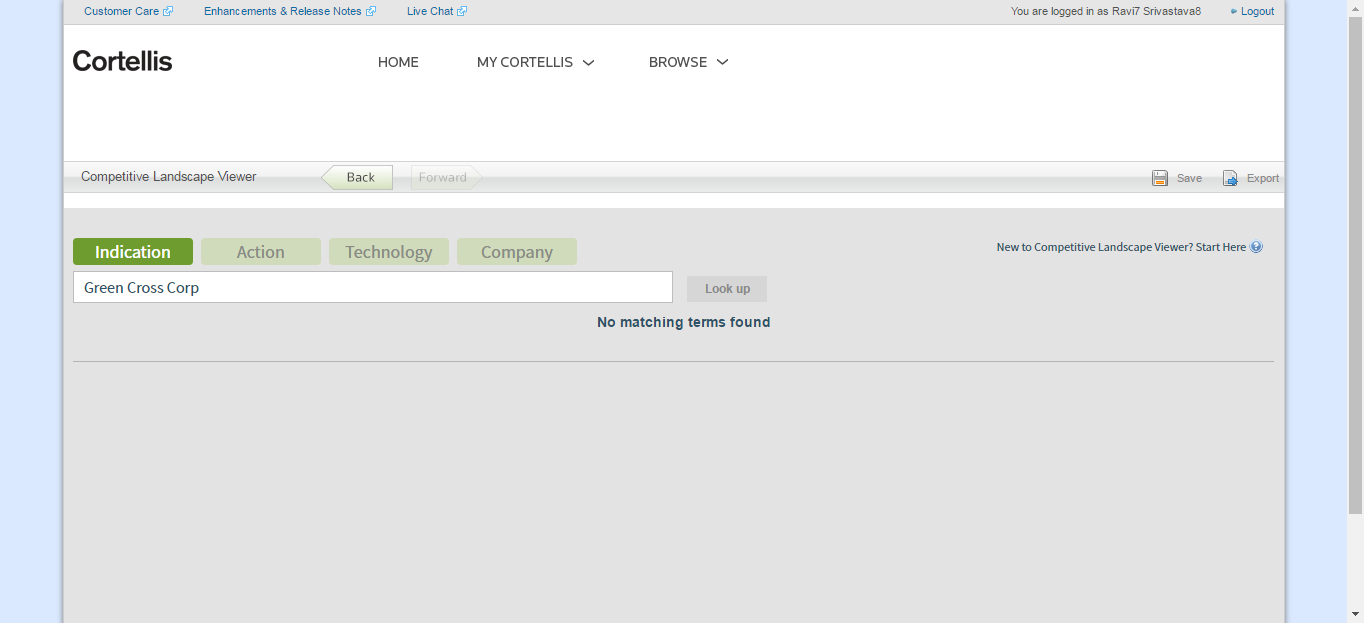 Customer Care Enhancements & Release Notes Live Chat You are logged in as Ravi7 Srivastava8 Logout
Cortellis HOME MY CORTELLIS BROWSE
Competitive Landscape Viewer Back Forward Save Export
Indication Action Technology Company New to Competitive Landscape Viewer? Start Here
Green Cross Corp Look up
No matching terms found